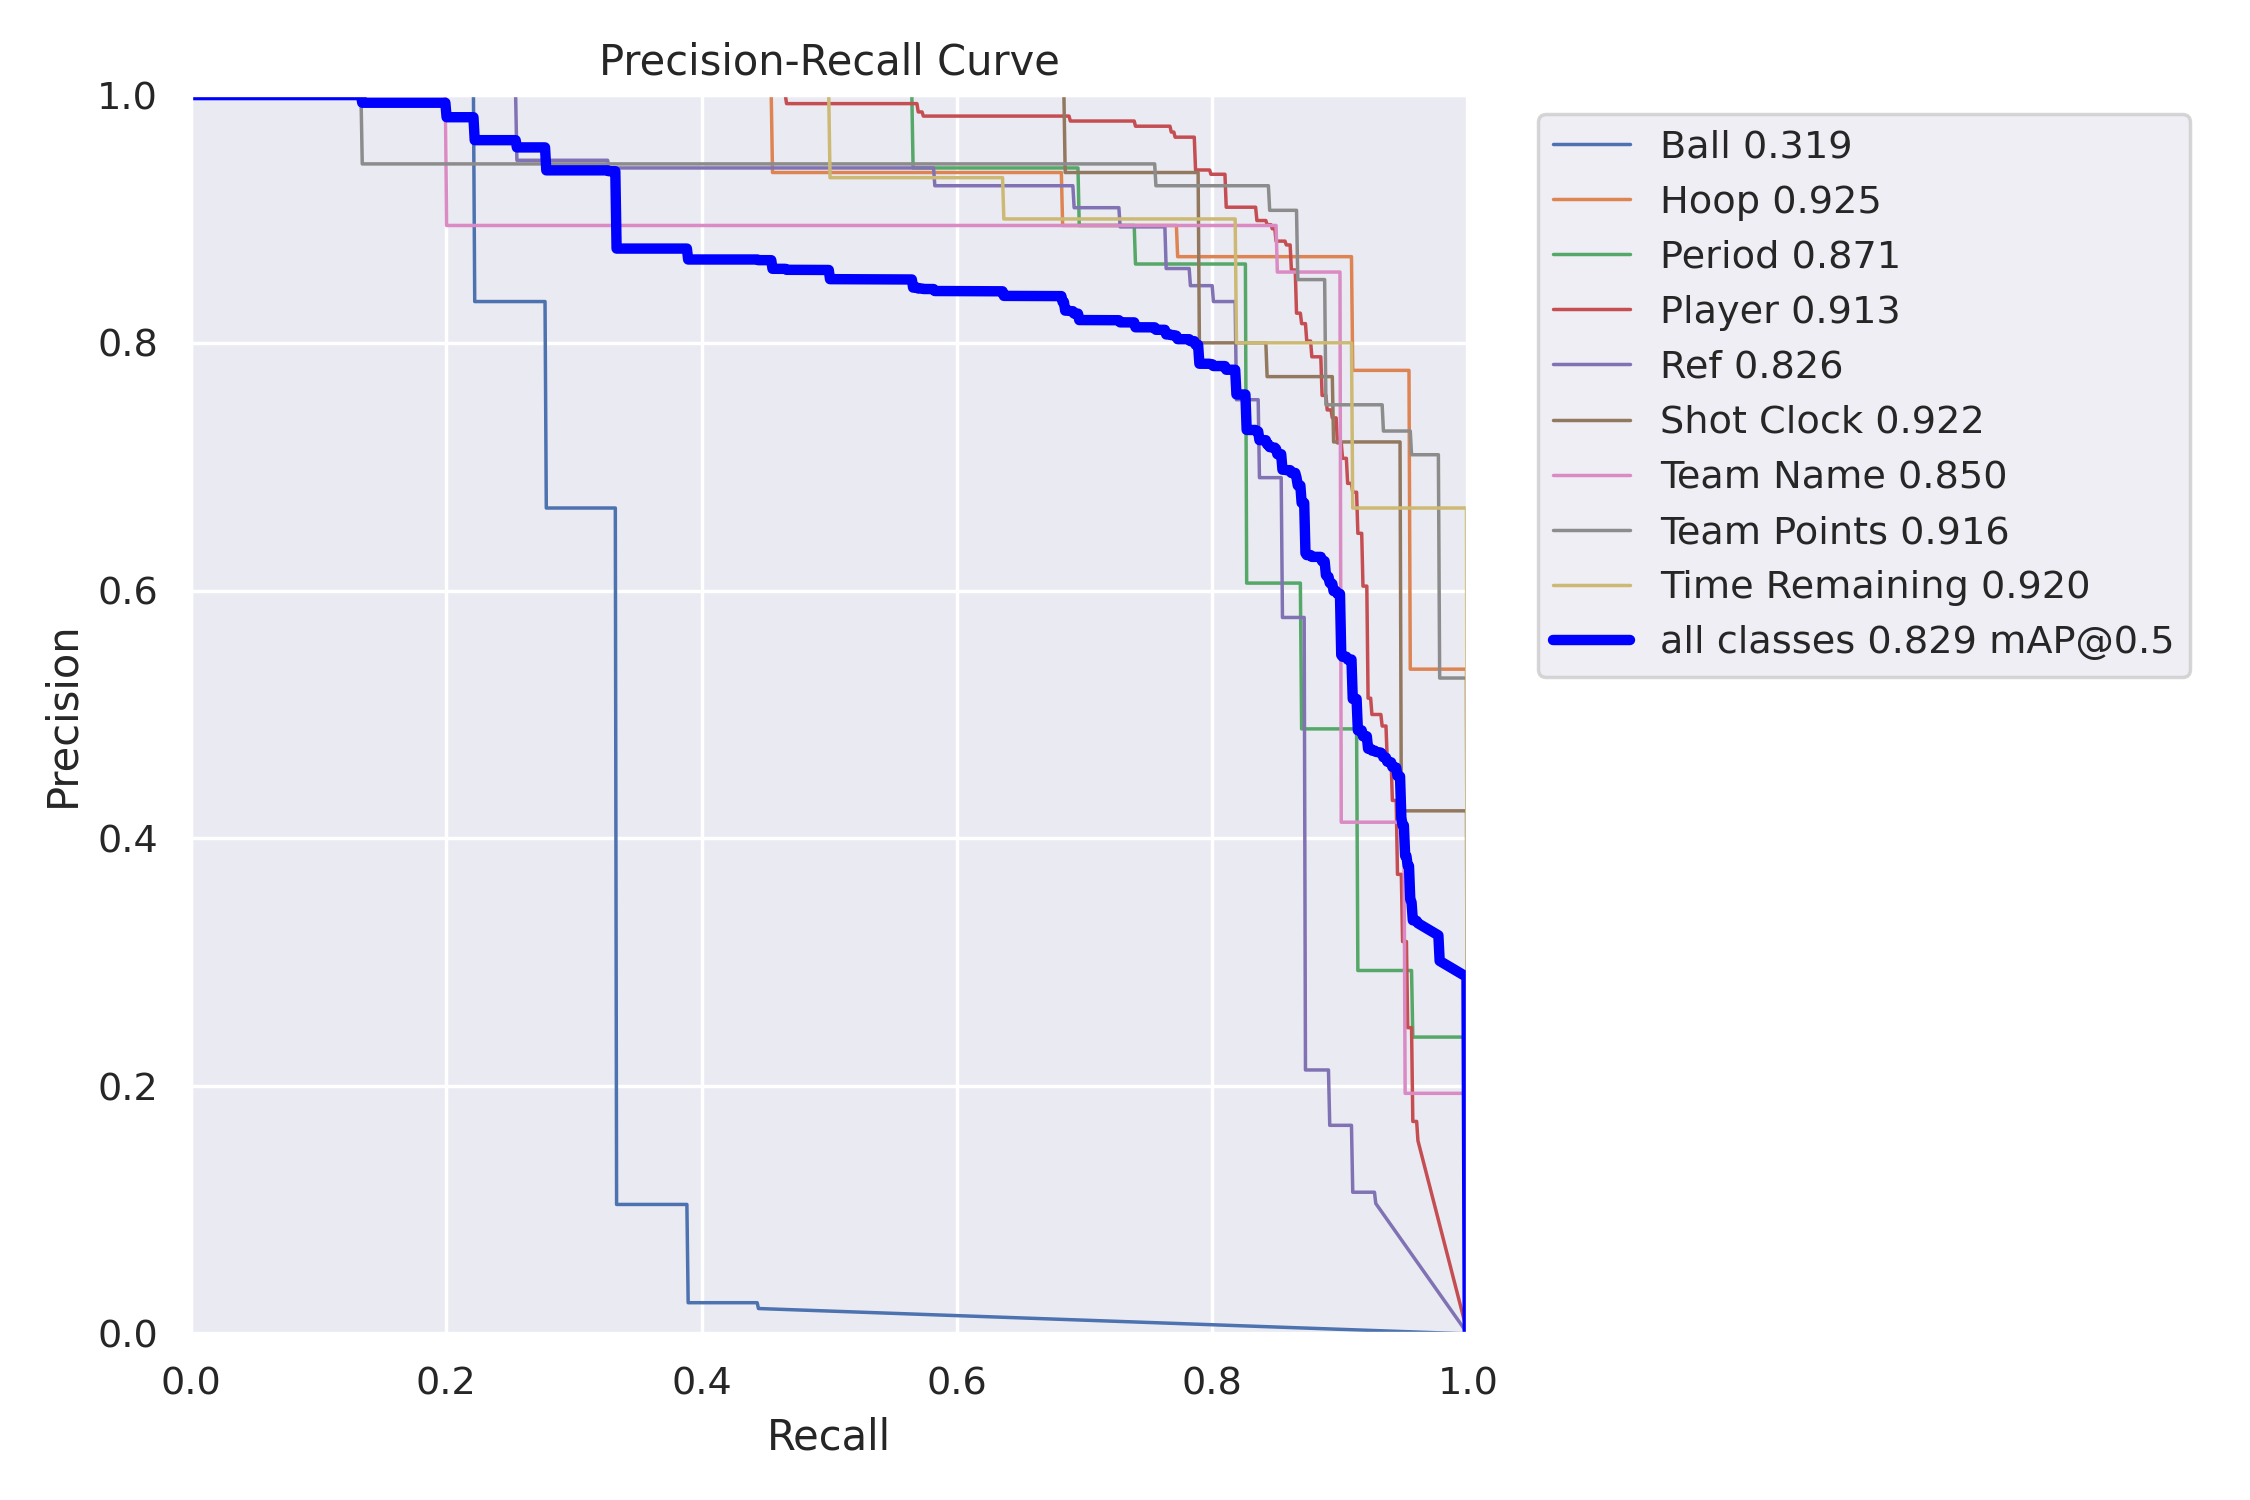 Precision-Recall Curve
1.0
0.8
0.6
0.4
0.2
0.0
Precision
0.0 0.2 0.4 0.6 0.8 1.0
Recall
Ball 0.319
Hoop 0.925
Period 0.871
Player 0.913
Ref 0.826
Shot Clock 0.922
Team Name 0.850
Team Points 0.916
Time Remaining 0.920
all classes 0.829 mAP@0.5